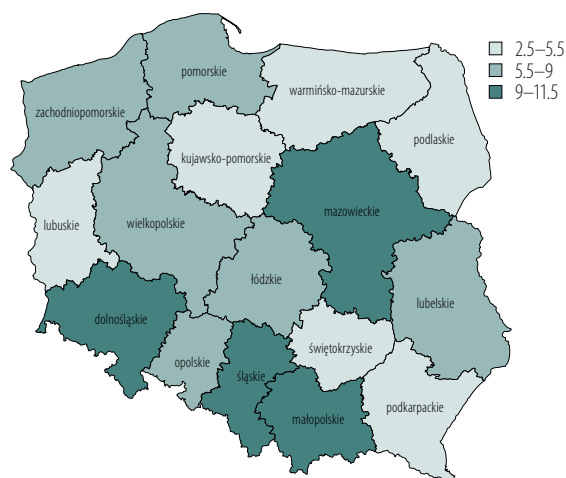 2.5–5.5
5.5–9
9–11.5
pomorskie
warmińsko-mazurskie
zachodniopomorskie
podlaskie
kujawsko-pomorskie
mazowieckie
lubuskie
wielkopolskie
łódzkie
lubelskie
dolnośląskie
świętokrzyskie
opolskie
śląskie
podkarpackie
małopolskie